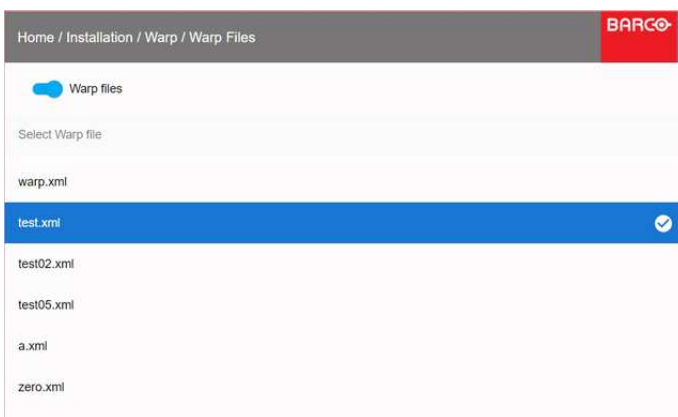 Home / Installation / Warp / Warp Files
BARCO
Warp files
Select Warp file
warp.xml
test.xml
test02.xml
test05.xml
a.xml
zero.xml